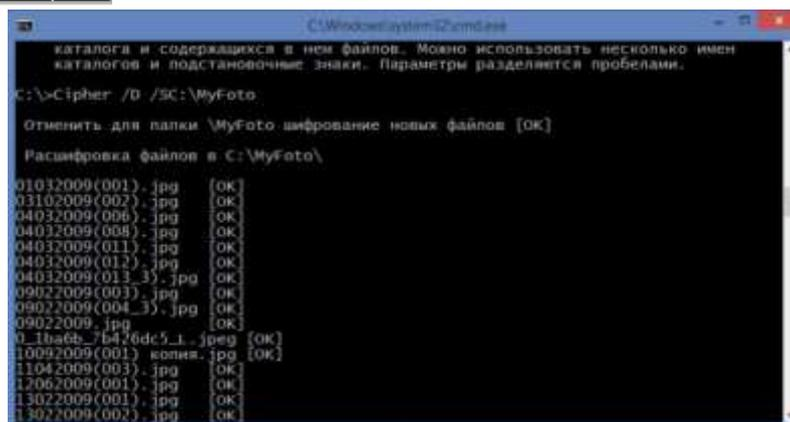 C:\Windows\system32\cmd.exe
каталога и содержащихся в нем файлов. Можно использовать несколько имен
каталогов и подстановочные знаки. Параметры разделяются пробелами.
C:\>Cipher /D /SC:\MyFoto
Отменить для папки \MyFoto шифрование новых файлов [OK]
Расшифровка файлов в C:\MyFoto\
01032009(001).jpg [OK]
03102009(002).jpg [OK]
04032009(006).jpg [OK]
04032009(008).jpg [OK]
04032009(011).jpg [OK]
04032009(012).jpg [OK]
04032009(013_3).jpg [OK]
09022009(003).jpg [OK]
09022009(004_3).jpg [OK]
09022009.jpg [OK]
0_1ba6b_7b426dc5_L.jpeg [OK]
10092009(001) копия.jpg [OK]
11042009(003).jpg [OK]
12062009(001).jpg [OK]
13022009(001).jpg [OK]
13022009(002).jpg [OK]